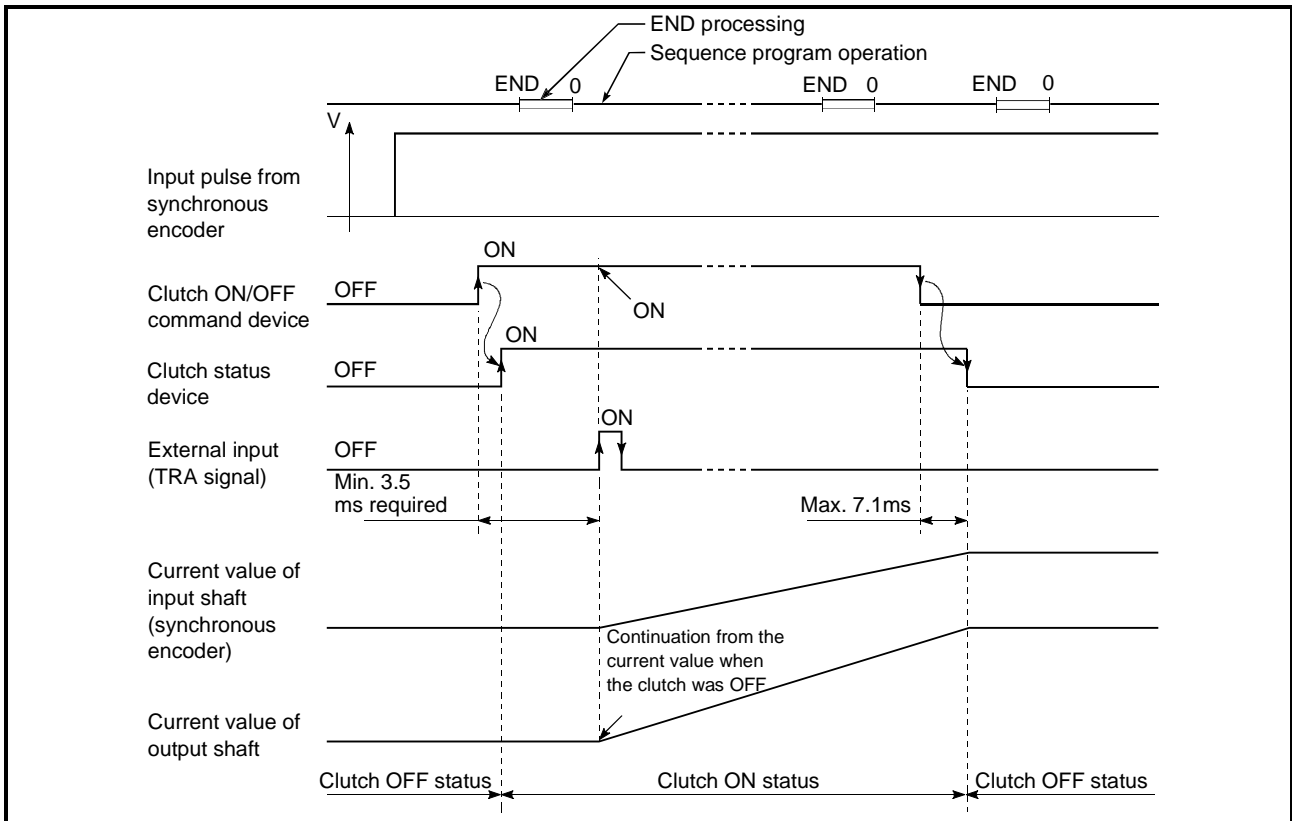 END processing
Sequence program operation
END 0
END 0
END 0
V
Input pulse from
synchronous
encoder
ON
Clutch ON/OFF
command device
OFF
ON
ON
Clutch status
device
OFF
ON
External input
(TRA signal)
OFF
Min. 3.5
ms required
Max. 7.1ms
Current value of
input shaft
(synchronous
encoder)
Continuation from the
current value when
the clutch was OFF
Current value of
output shaft
Clutch OFF status
Clutch ON status
Clutch OFF status